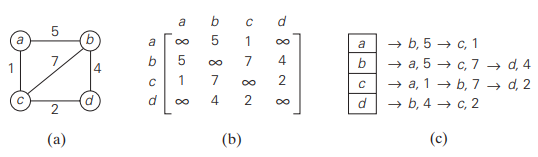 a 5 b
1 7 4
c 2 d
(a)
a b c d
a ∞ 5 1 ∞
b 5 ∞ 7 4
c 1 7 ∞ 2
d ∞ 4 2 ∞
(b)
a → b, 5 → c, 1
b → a, 5 → c, 7 → d, 4
c → a, 1 → b, 7 → d, 2
d → b, 4 → c, 2
(c)